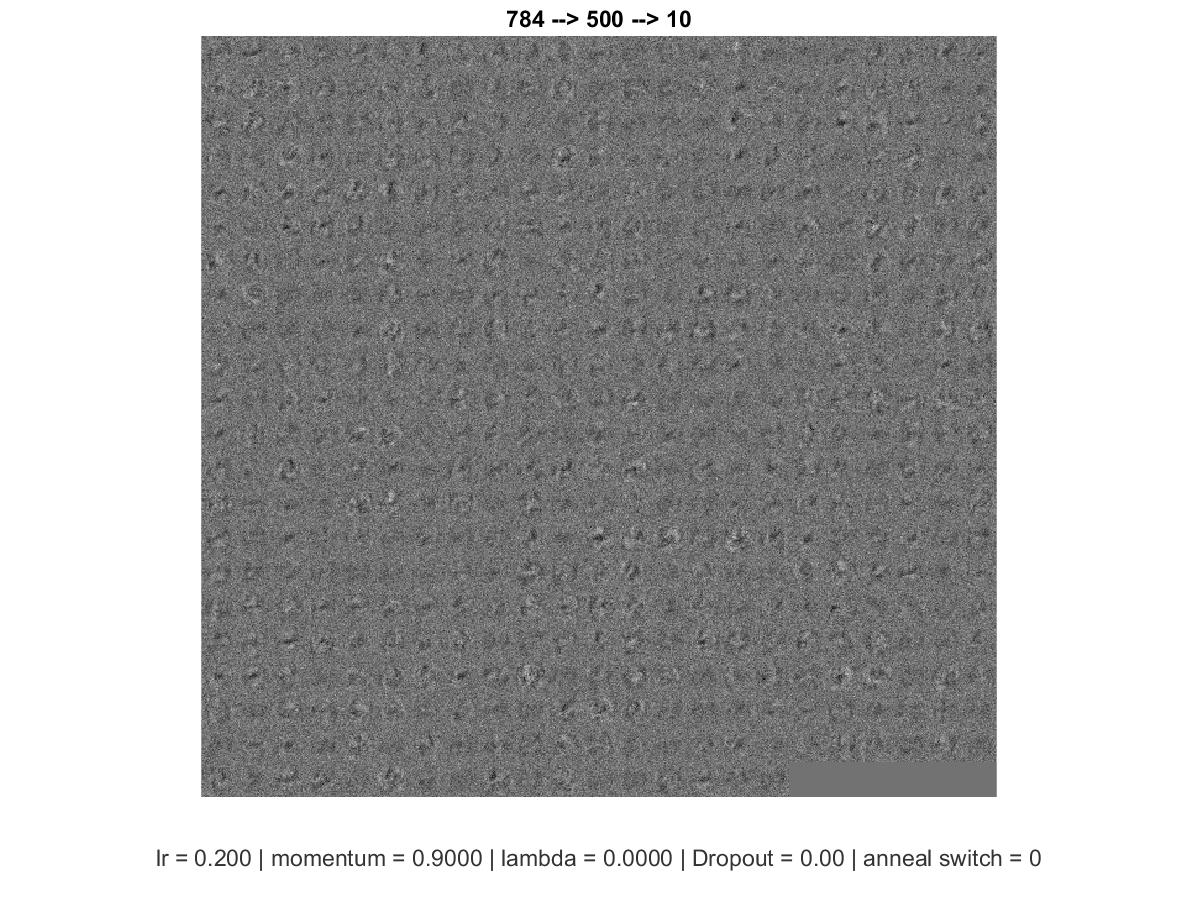 784 --> 500 --> 10
lr = 0.200 | momentum = 0.9000 | lambda = 0.0000 | Dropout = 0.00 | anneal switch = 0